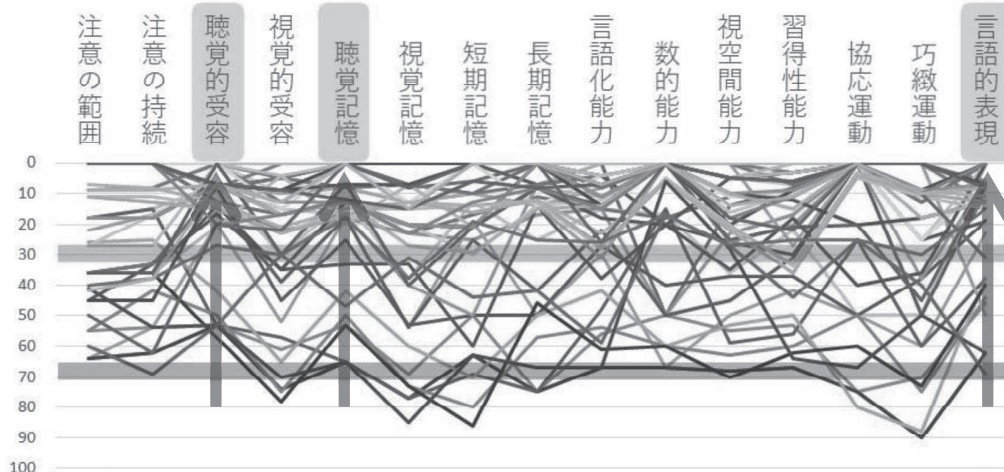 注意の範囲
注意の持続
聴覚的受容
視覚的受容
聴覚記憶
視覚記憶
短期記憶
長期記憶
言語化能力
数的能力
視空間能力
習得性能力
協応運動
巧緻運動
言語的表現
0
10
20
30
40
50
60
70
80
90
100